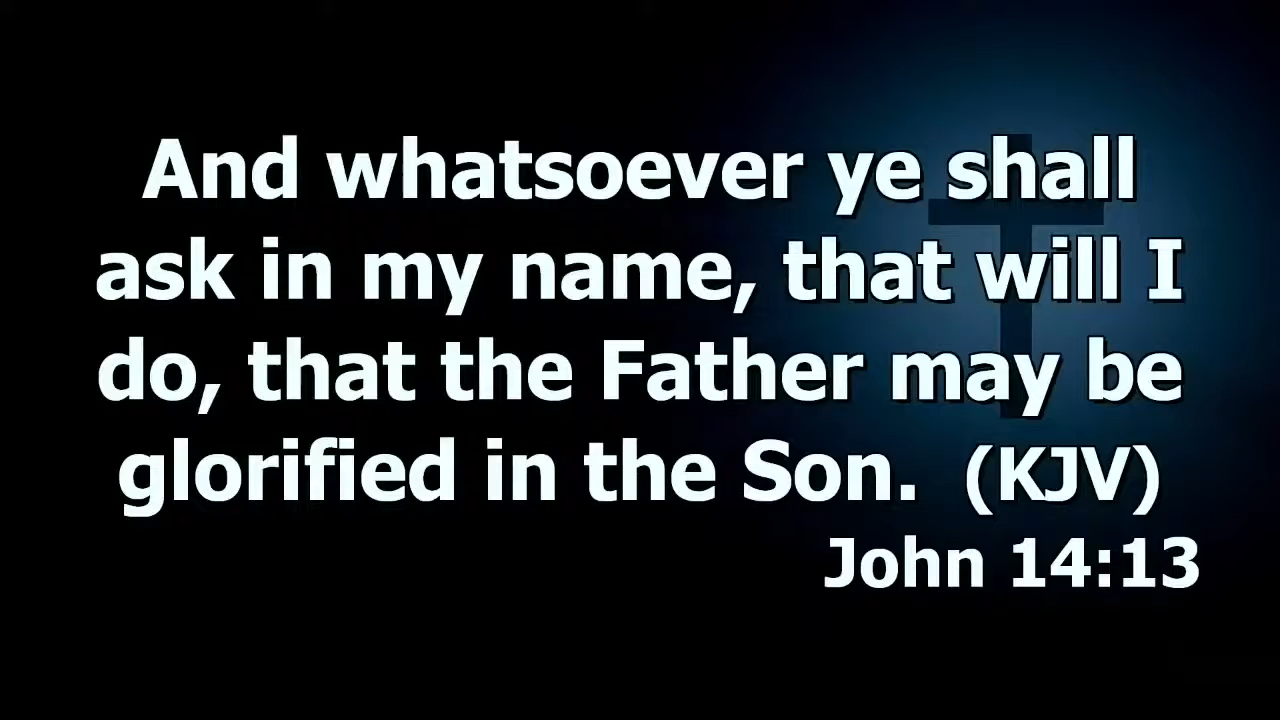 And whatsoever ye shall
ask in my name, that will I
do, that the Father may be
glorified in the Son. (KJV)
John 14:13